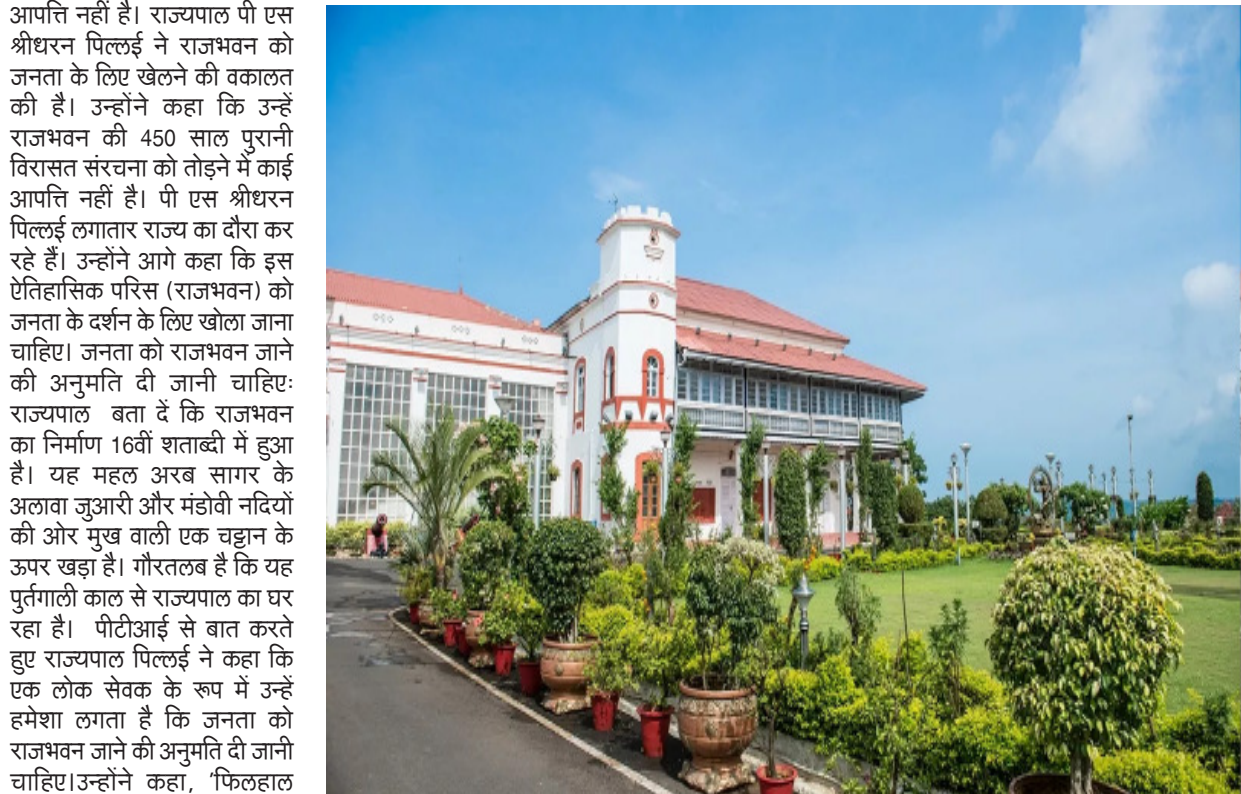 आपत्ति नहीं है। राज्यपाल पी एस
श्रीधरन पिल्लई ने राजभवन को
जनता के लिए खेलने की वकालत
की है। उन्होंने कहा कि उन्हें
राजभवन की 450 साल पुरानी
विरासत संरचना को तोड़ने में काई
आपत्ति नहीं है। पी एस श्रीधरन
पिल्लई लगातार राज्य का दौरा कर
रहे हैं। उन्होंने आगे कहा कि इस
ऐतिहासिक परिस (राजभवन) को
जनता के दर्शन के लिए खोला जाना
चाहिए। जनता को राजभवन जाने
की अनुमति दी जानी चाहिएः
राज्यपाल बता दें कि राजभवन
का निर्माण 16वीं शताब्दी में हुआ
है। यह महल अरब सागर के
अलावा जुआरी और मंडोवी नदियों
की ओर मुख वाली एक चट्टान के
ऊपर खड़ा है। गौरतलब है कि यह
पुर्तगाली काल से राज्यपाल का घर
रहा है। पीटीआई से बात करते
हुए राज्यपाल पिल्लई ने कहा कि
एक लोक सेवक के रूप में उन्हें
हमेशा लगता है कि जनता को
राजभवन जाने की अनुमति दी जानी
चाहिए।उन्होंने कहा, 'फिलहाल